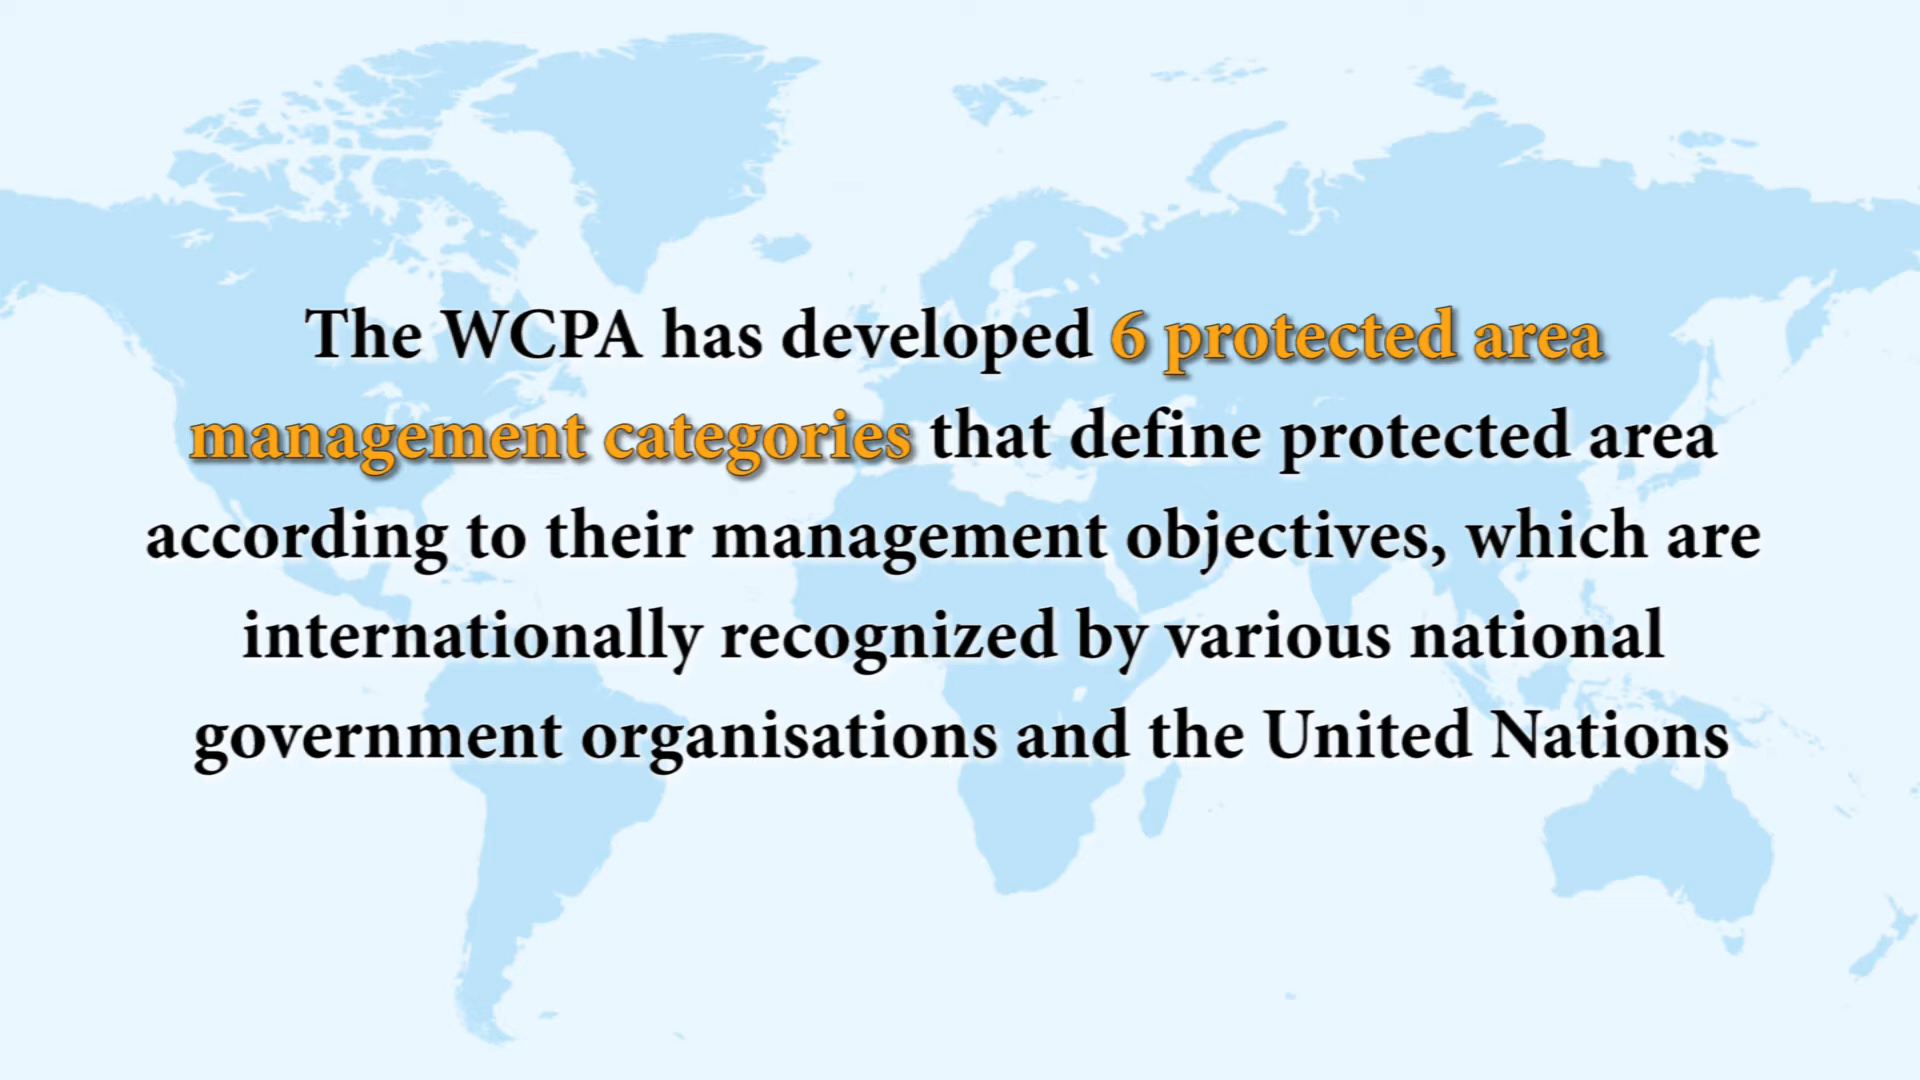 The WCPA has developed 6 protected area
management categories that define protected area
according to their management objectives, which are
internationally recognized by various national
government organisations and the United Nations